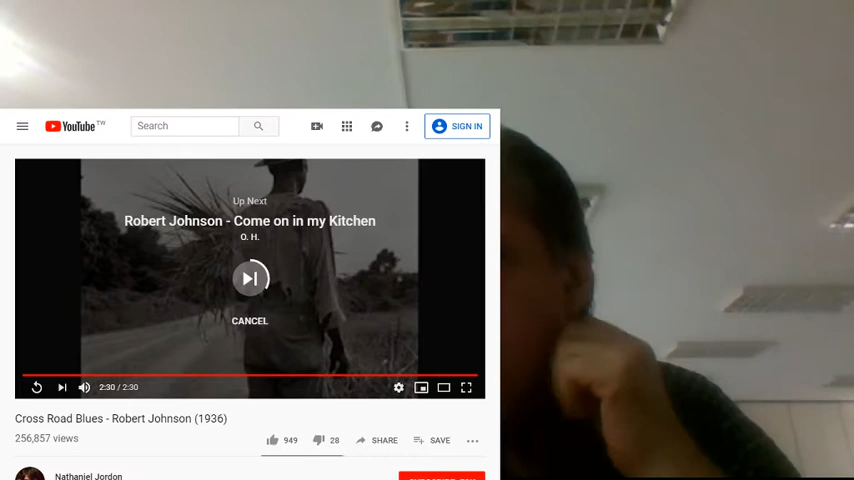 YouTube TW
Search
SIGN IN
Up Next
Robert Johnson - Come on in my Kitchen
O. H.
CANCEL
2:30 / 2:30
Cross Road Blues - Robert Johnson (1936)
256,857 views
949
28
SHARE
SAVE
Nathaniel Jordon